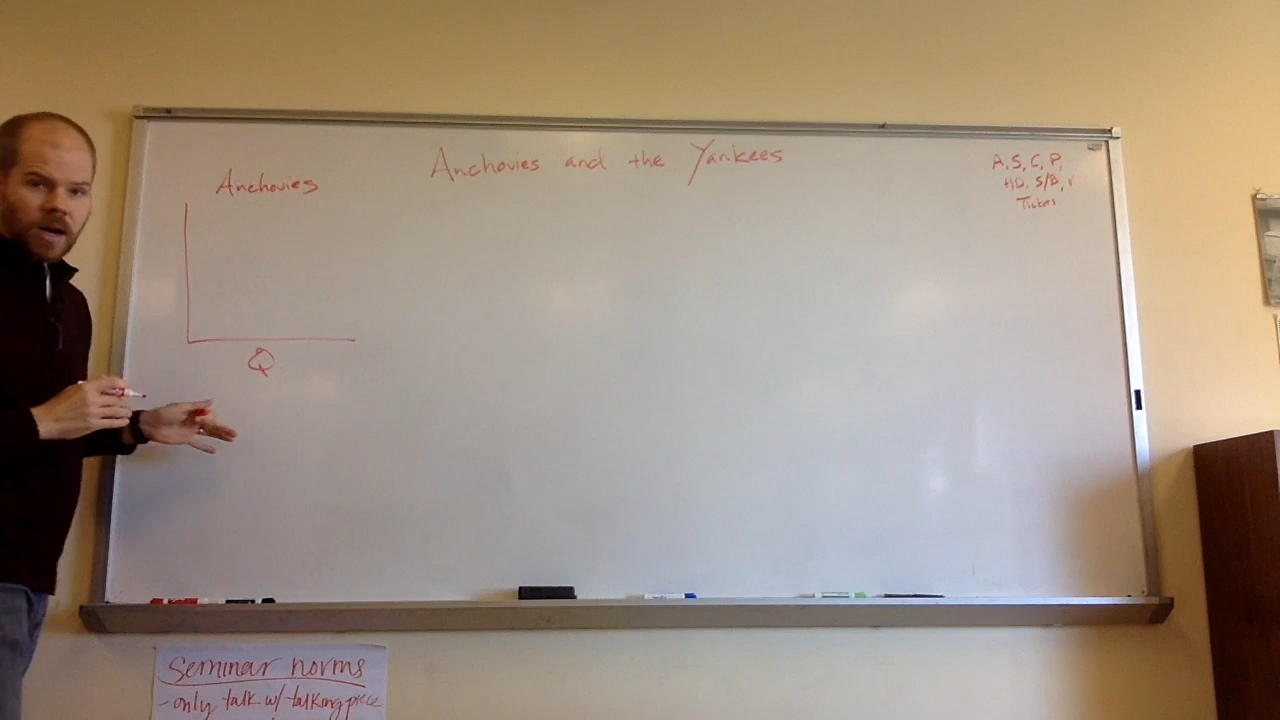 Anchovies and the Yankees
Anchovies
Q
A, S, C, P,
HD, S/B, V
Tickets
Seminar norms
- only talk w/ talking piece